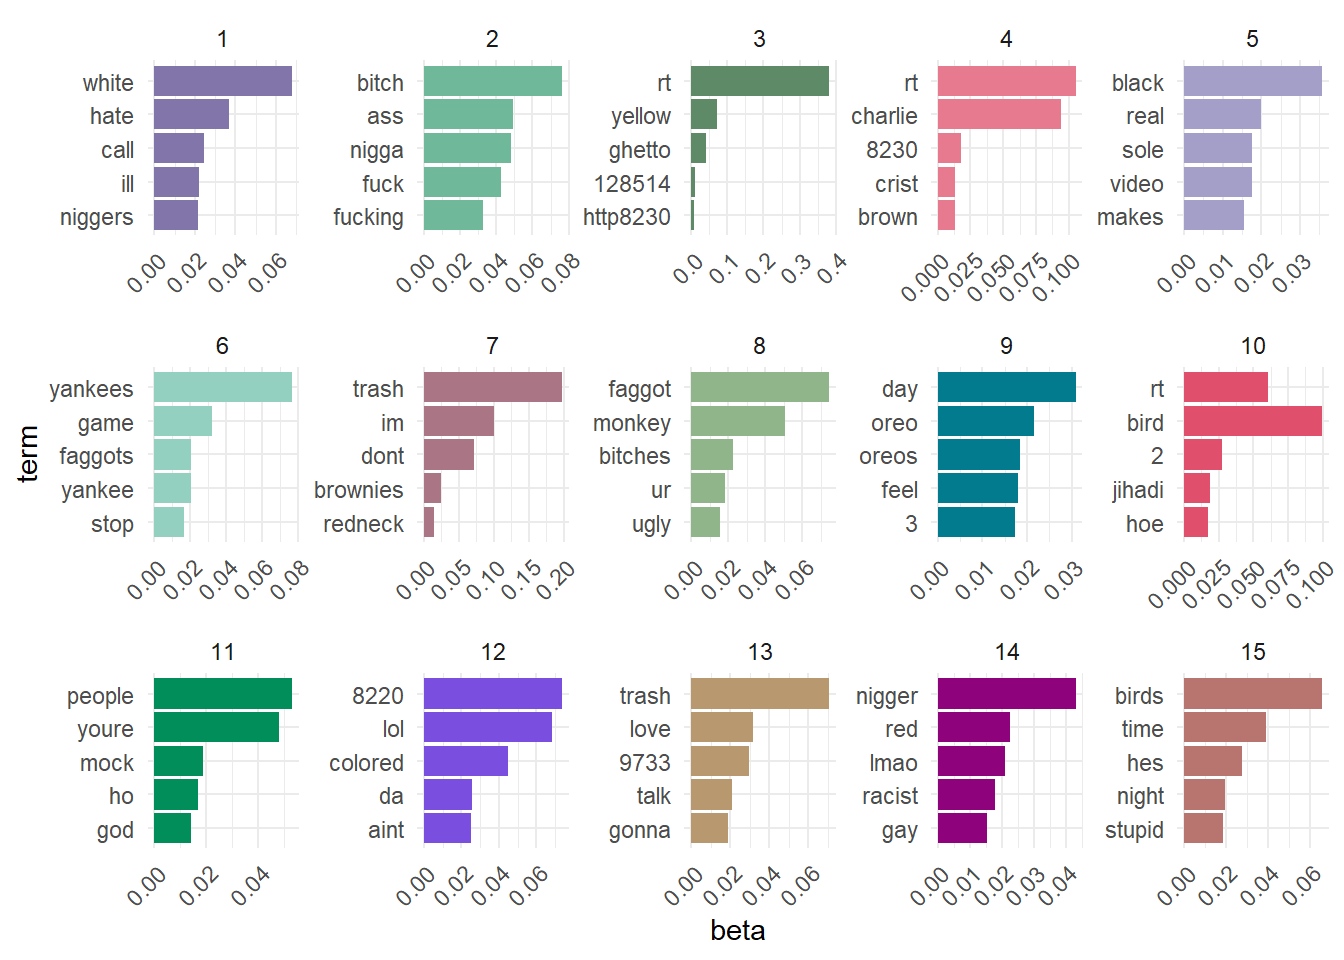 1 2 3 4 5
white bitch rt rt black
hate ass yellow charlie real
call nigga ghetto 8230 sole
ill fuck 128514 crist video
niggers fucking http8230 brown makes
0.00 0.02 0.04 0.06 0.00 0.02 0.04 0.06 0.08 0.0 0.1 0.2 0.3 0.4 0.000 0.025 0.050 0.075 0.100 0.00 0.01 0.02 0.03
6 7 8 9 10
yankees trash faggot day rt
game im monkey oreo bird
faggots dont bitches oreos 2
yankee brownies ur feel jihadi
stop redneck ugly 3 hoe
0.00 0.02 0.04 0.06 0.08 0.00 0.05 0.10 0.15 0.20 0.00 0.02 0.04 0.06 0.00 0.01 0.02 0.03 0.000 0.025 0.050 0.075 0.100
term
11 12 13 14 15
people 8220 trash nigger birds
youre lol love red time
mock colored 9733 lmao hes
ho da talk racist night
god aint gonna gay stupid
0.00 0.02 0.04 0.00 0.02 0.04 0.06 0.00 0.02 0.04 0.06 0.00 0.01 0.02 0.03 0.04 0.00 0.02 0.04 0.06
beta